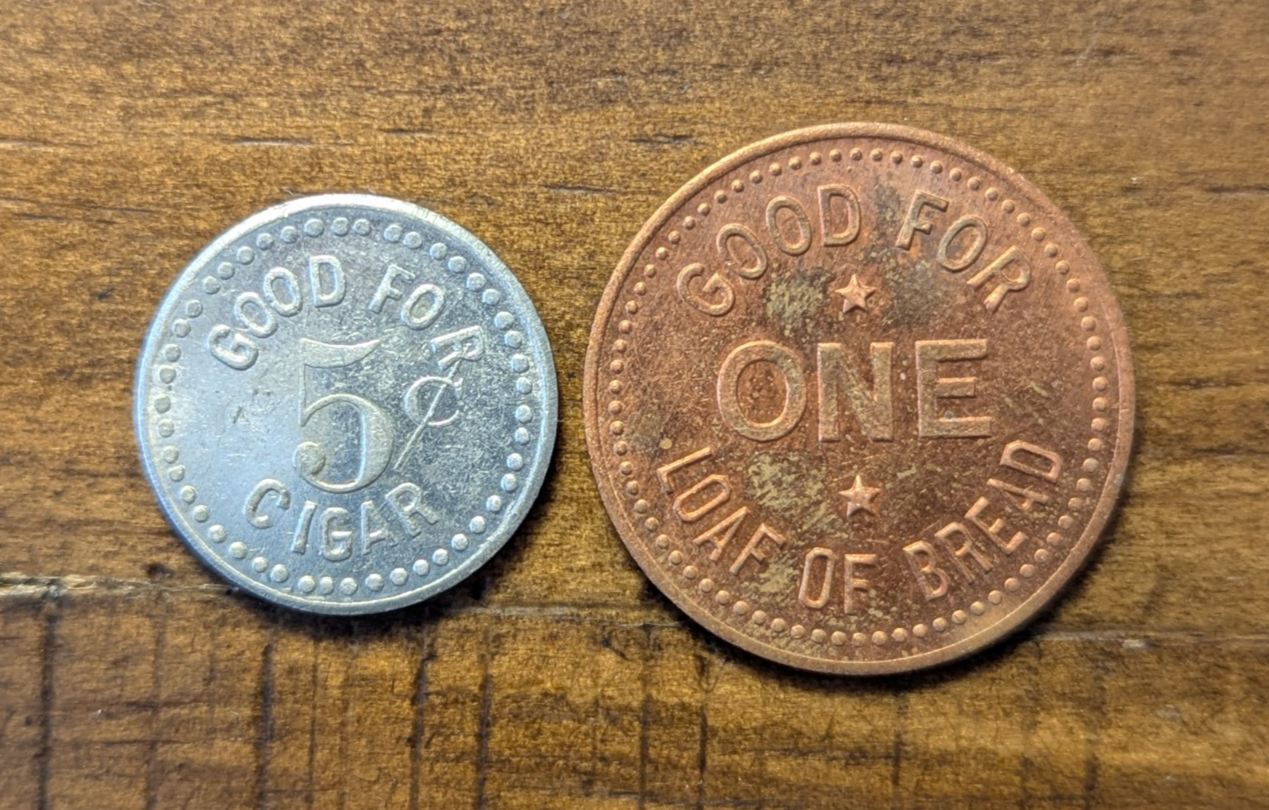 GOOD FOR
5¢
CIGAR
GOOD FOR
ONE
LOAF OF BREAD